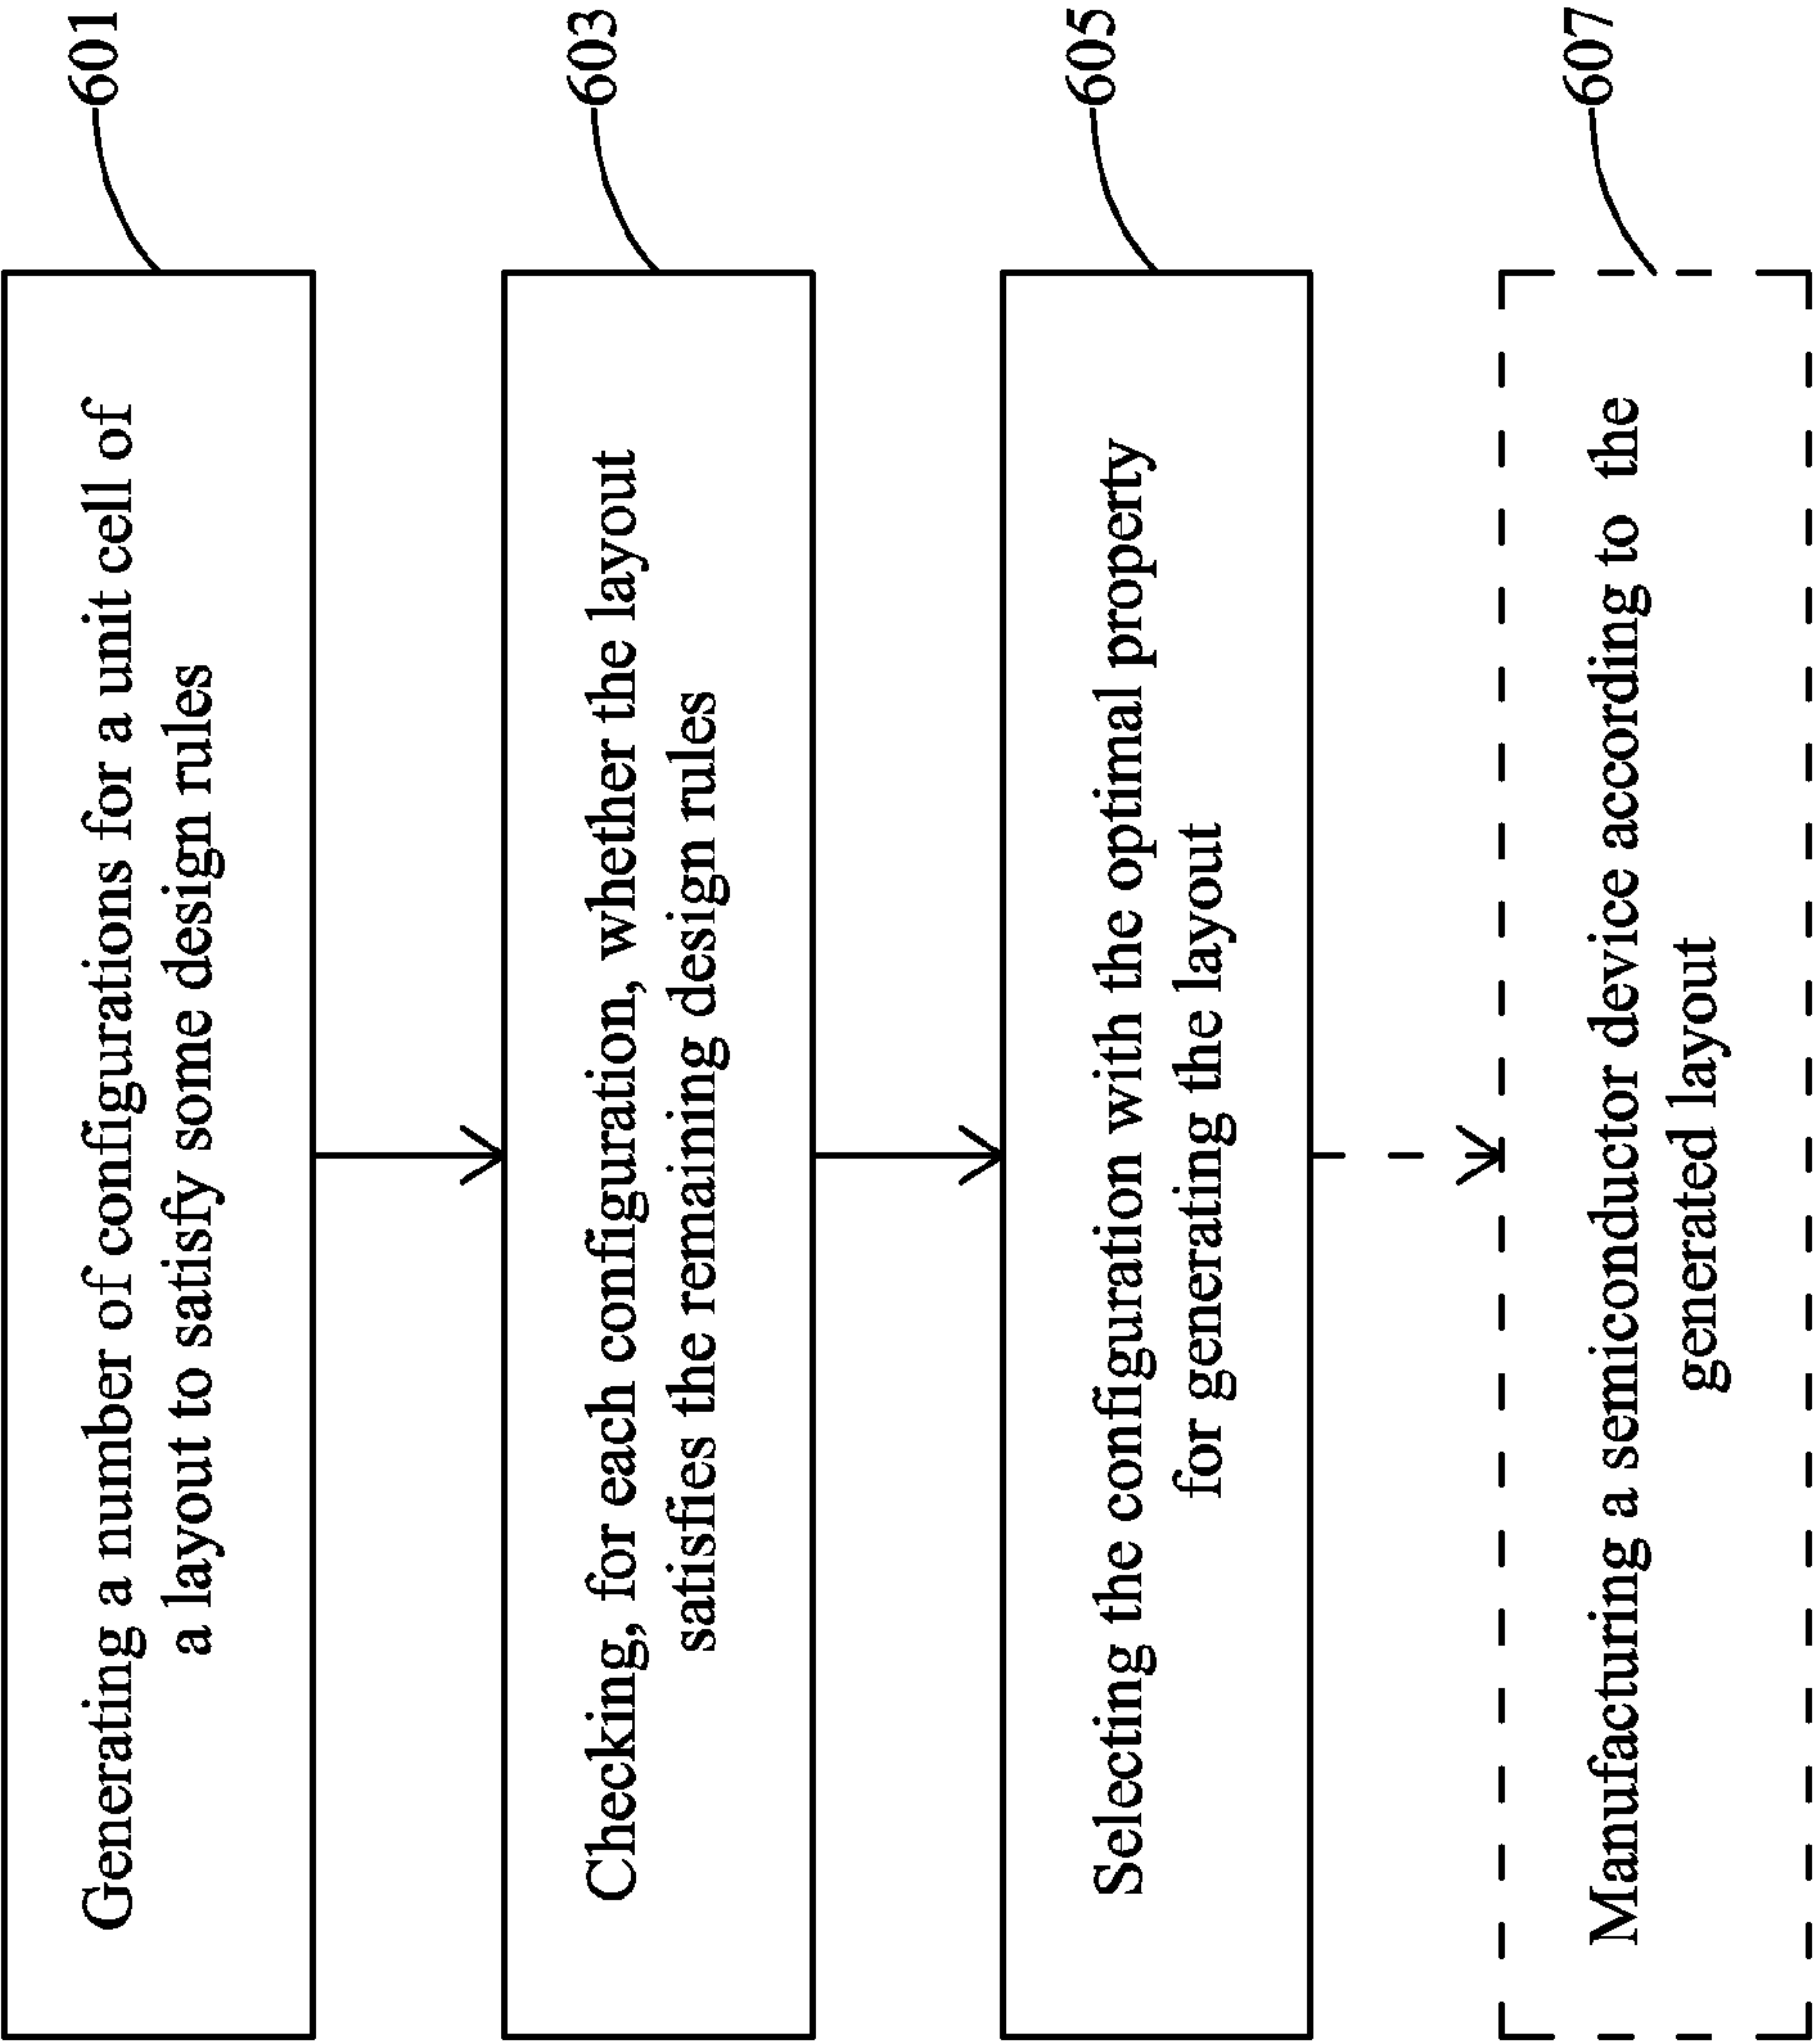 Generating a number of configurations for a unit cell of
a layout to satisfy some design rules
601
Checking, for each configuration, whether the layout
satisfies the remaining design rules
603
Selecting the configuration with the optimal property
for generating the layout
605
Manufacturing a semiconductor device according to the
generated layout
607